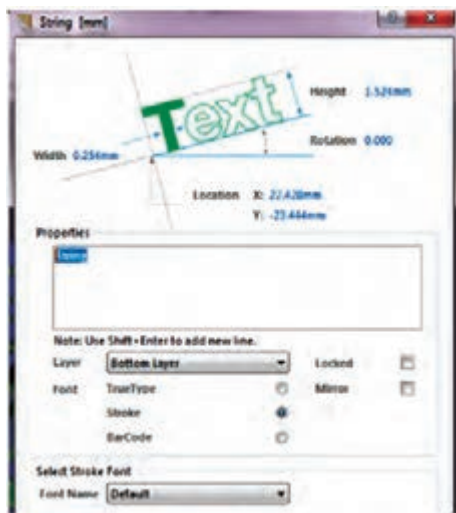 String [mm]
Text
Height 1.524mm
Width 0.254mm
Rotation 0.000
Location X: 22.428mm
Y: -23.444mm
Properties
Note: Use Shift+Enter to add new line.
Layer Bottom Layer Locked
Font TrueType Mirror
Stroke
BarCode
Select Stroke Font
Font Name Default